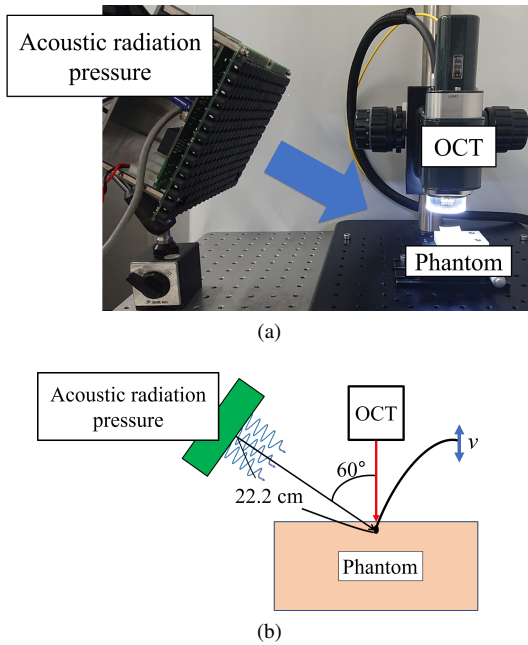 Acoustic radiation
pressure
OCT
Phantom
(a)
Acoustic radiation
pressure
OCT
v
60°
22.2 cm
Phantom
(b)